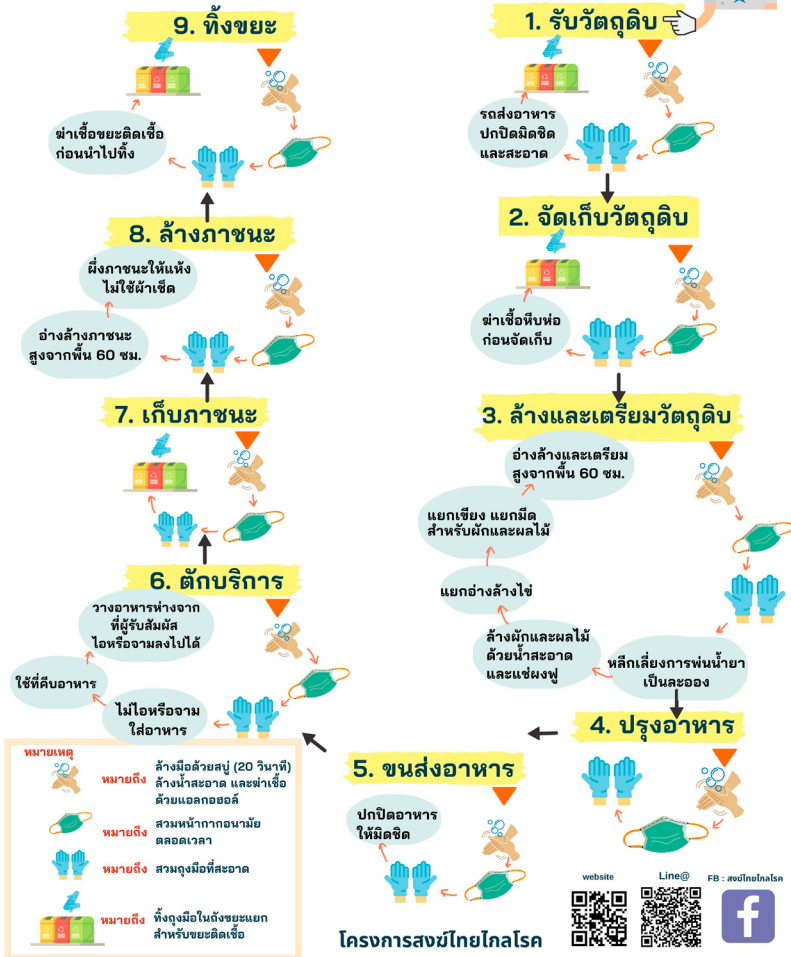 1. รับวัตถุดิบ
รถส่งอาหาร
ปกปิดมิดชิด
และสะอาด
2. จัดเก็บวัตถุดิบ
ฆ่าเชื้อหีบห่อ
ก่อนจัดเก็บ
3. ล้างและเตรียมวัตถุดิบ
หลีกเลี่ยงการพ่นน้ำยา
เป็นละออง
ล้างผักและผลไม้
ด้วยน้ำสะอาด
และแช่ผงฟู
แยกอ่างล้างไข่
แยกเขียง แยกมีด
สำหรับผักและผลไม้
อ่างล้างและเตรียม
สูงจากพื้น 60 ซม.
4. ปรุงอาหาร
5. ขนส่งอาหาร
ปกปิดอาหาร
ให้มิดชิด
6. ตักบริการ
ไม่ไอหรือจาม
ใส่อาหาร
ใช้ที่คีบอาหาร
วางอาหารห่างจาก
ที่ผู้รับสัมผัส
ไอหรือจามลงไปได้
7. เก็บภาชนะ
8. ล้างภาชนะ
อ่างล้างภาชนะ
สูงจากพื้น 60 ซม.
ผึ่งภาชนะให้แห้ง
ไม่ใช้ผ้าเช็ด
9. ทิ้งขยะ
ฆ่าเชื้อขยะติดเชื้อ
ก่อนนำไปทิ้ง
หมายเหตุ
หมายถึง ล้างมือด้วยสบู่ (20 วินาที)
ล้างน้ำสะอาด และฆ่าเชื้อ
ด้วยแอลกอฮอล์
หมายถึง สวมหน้ากากอนามัย
ตลอดเวลา
หมายถึง สวมถุงมือที่สะอาด
หมายถึง ทิ้งถุงมือในถังขยะแยก
สำหรับขยะติดเชื้อ
โครงการสงฆ์ไทยไกลโรค
website
Line@
FB : สงฆ์ไทยไกลโรค